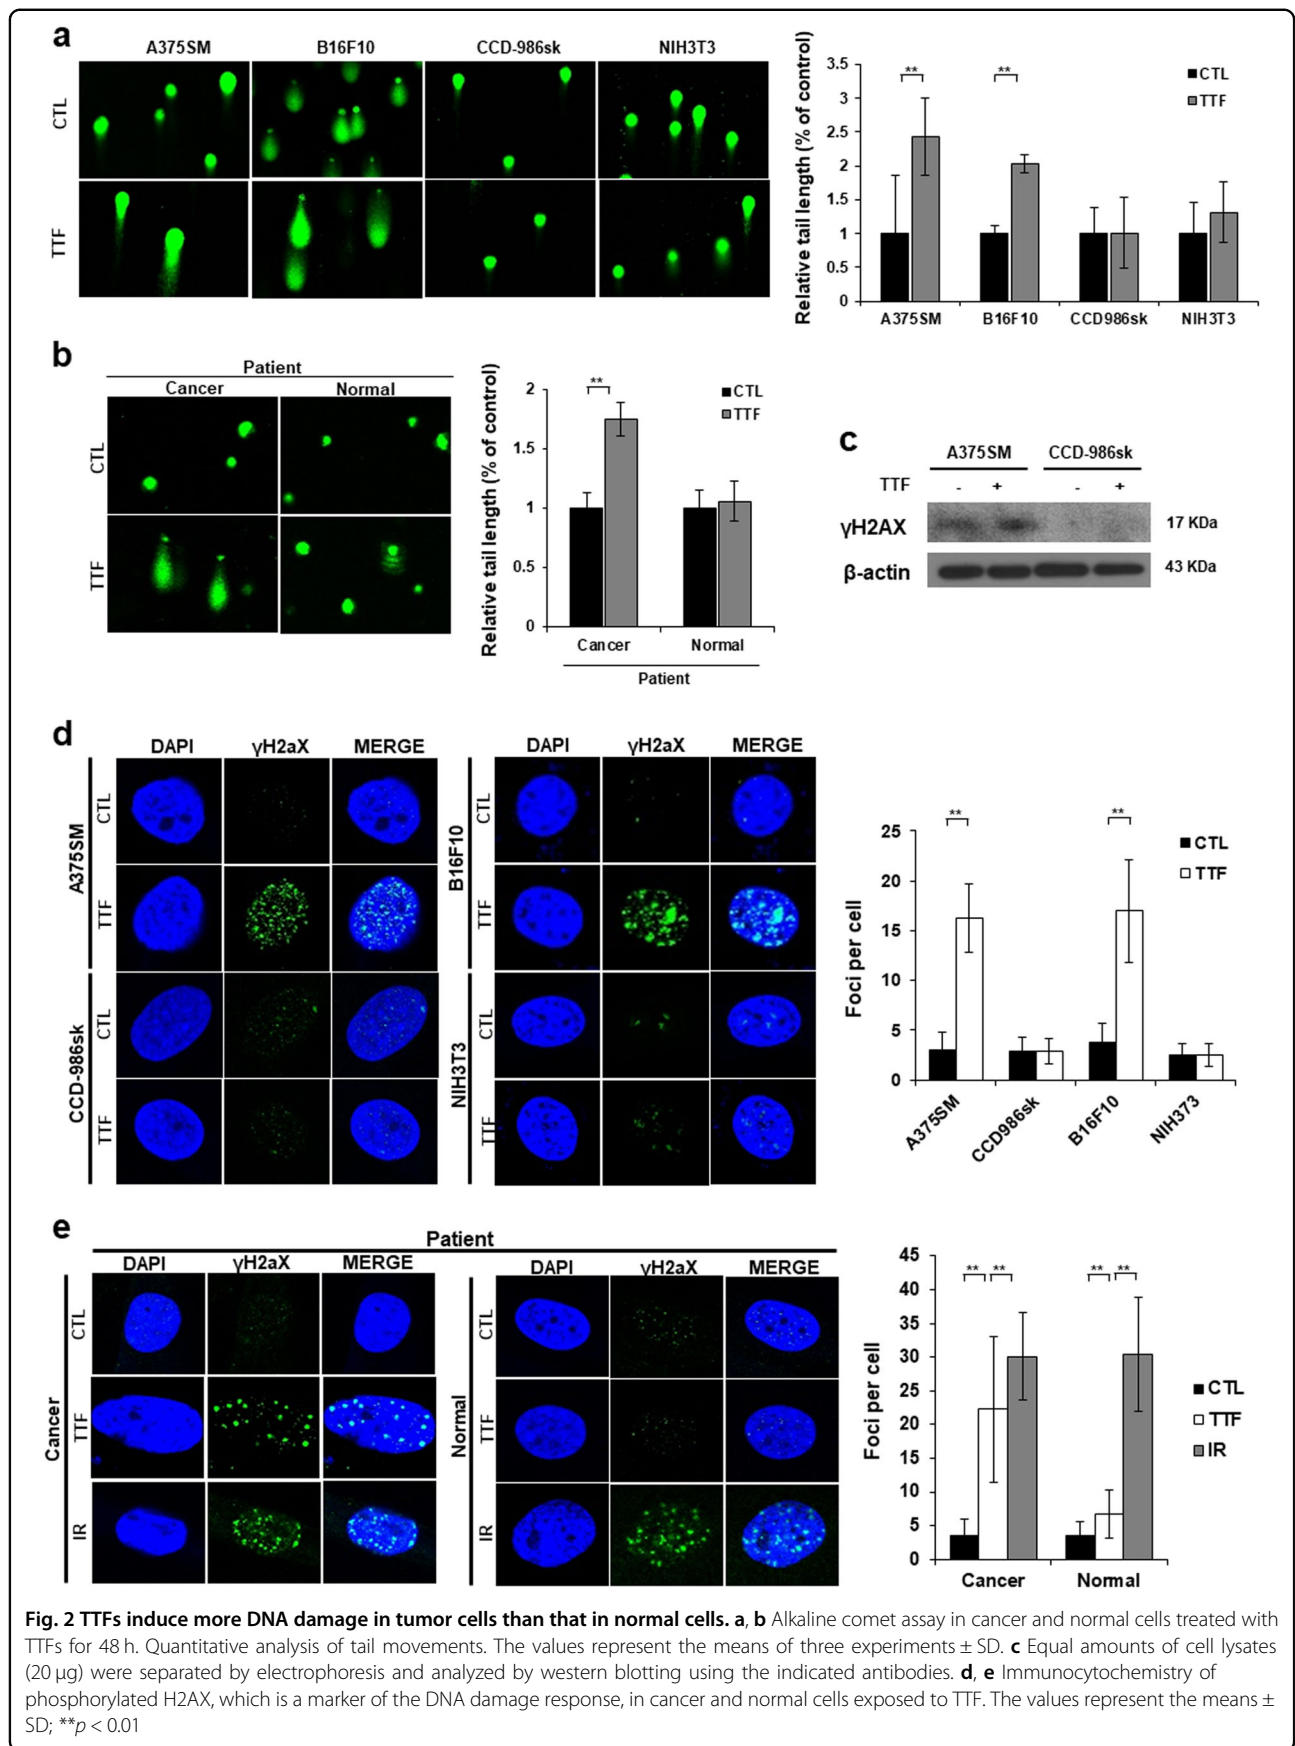 a
A375SM B16F10 CCD-986sk NIH3T3
CTL
TTF
Relative tail length (% of control)
3.5
3
2.5
2
1.5
1
0.5
0
** **
CTL
TTF
A375SM B16F10 CCD986sk NIH3T3
b
Patient
Cancer Normal
CTL
TTF
Relative tail length (% of control)
2
1.5
1
0.5
0
**
CTL
TTF
Cancer Normal
Patient
c
A375SM CCD-986sk
TTF - + - +
γH2AX 17 KDa
β-actin 43 KDa
d
DAPI γH2aX MERGE
A375SM
CTL
TTF
CCD-986sk
CTL
TTF
DAPI γH2aX MERGE
B16F10
CTL
TTF
NIH3T3
CTL
TTF
Foci per cell
25
20
15
10
5
0
** **
CTL
TTF
A375SM CCD986sk B16F10 NIH373
e
Patient
DAPI γH2aX MERGE
Cancer
CTL
TTF
IR
DAPI γH2aX MERGE
Normal
CTL
TTF
IR
Foci per cell
45
40
35
30
25
20
15
10
5
0
** ** ** **
CTL
TTF
IR
Cancer Normal
Fig. 2 TTFs induce more DNA damage in tumor cells than that in normal cells. a, b Alkaline comet assay in cancer and normal cells treated with
TTFs for 48 h. Quantitative analysis of tail movements. The values represent the means of three experiments ± SD. c Equal amounts of cell lysates
(20 µg) were separated by electrophoresis and analyzed by western blotting using the indicated antibodies. d, e Immunocytochemistry of
phosphorylated H2AX, which is a marker of the DNA damage response, in cancer and normal cells exposed to TTF. The values represent the means ±
SD; **p < 0.01